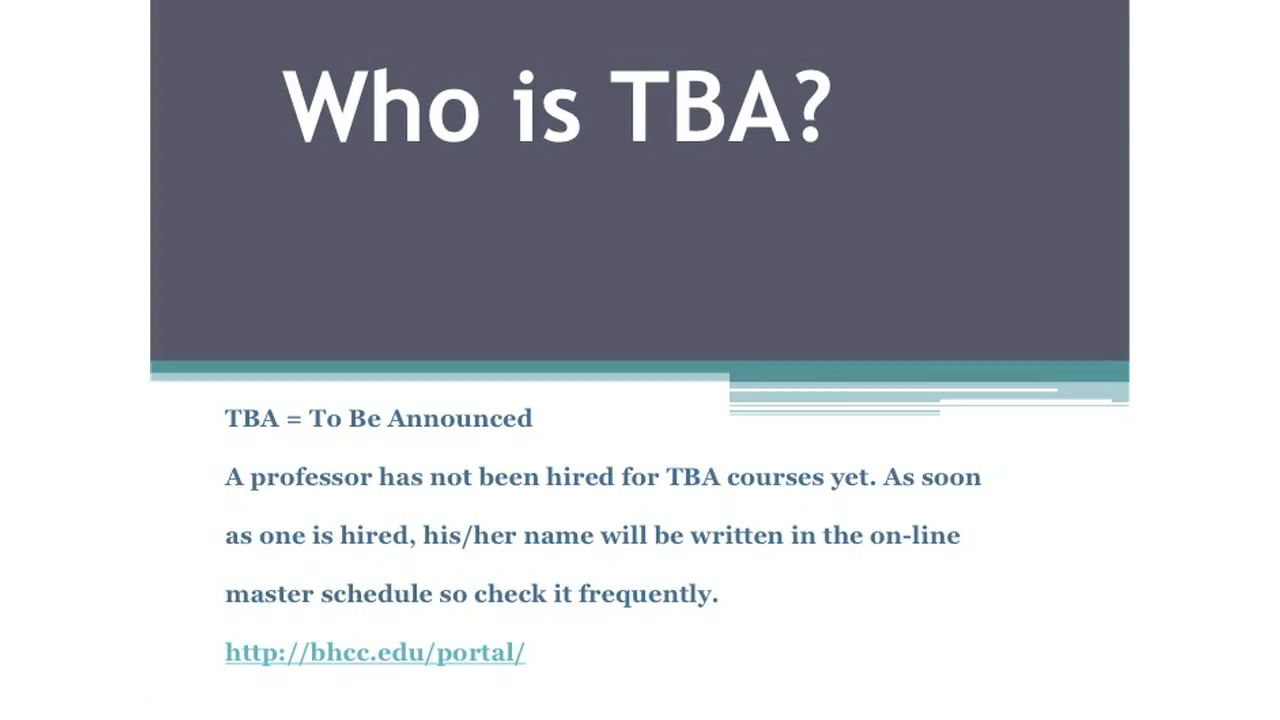 Who is TBA?
TBA = To Be Announced
A professor has not been hired for TBA courses yet. As soon
as one is hired, his/her name will be written in the on-line
master schedule so check it frequently.
http://bhcc.edu/portal/